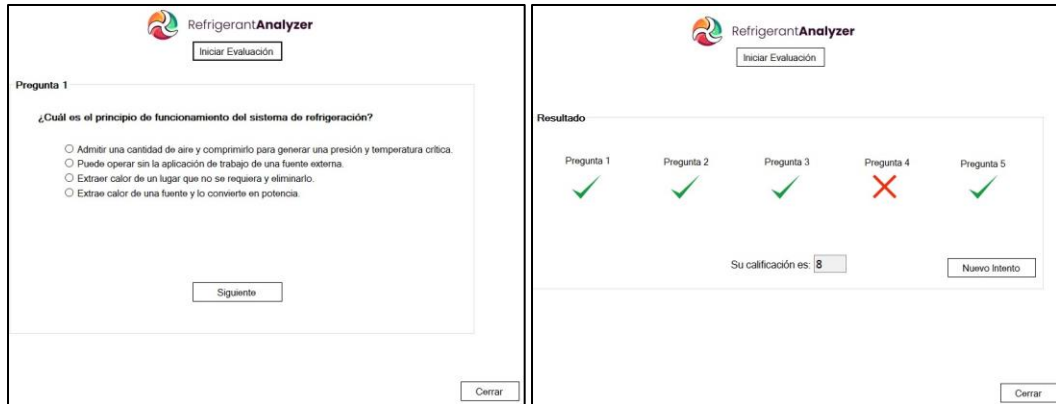 RefrigerantAnalyzer
Iniciar Evaluación
Pregunta 1
¿Cuál es el principio de funcionamiento del sistema de refrigeración?
Admitir una cantidad de aire y comprimirlo para generar una presión y temperatura crítica.
Puede operar sin la aplicación de trabajo de una fuente externa.
Extraer calor de un lugar que no se requiera y eliminarlo.
Extrae calor de una fuente y lo convierte en potencia.
Siguiente
Cerrar
RefrigerantAnalyzer
Iniciar Evaluación
Resultado
Pregunta 1 Pregunta 2 Pregunta 3 Pregunta 4 Pregunta 5
Su calificación es: 8
Nuevo Intento
Cerrar